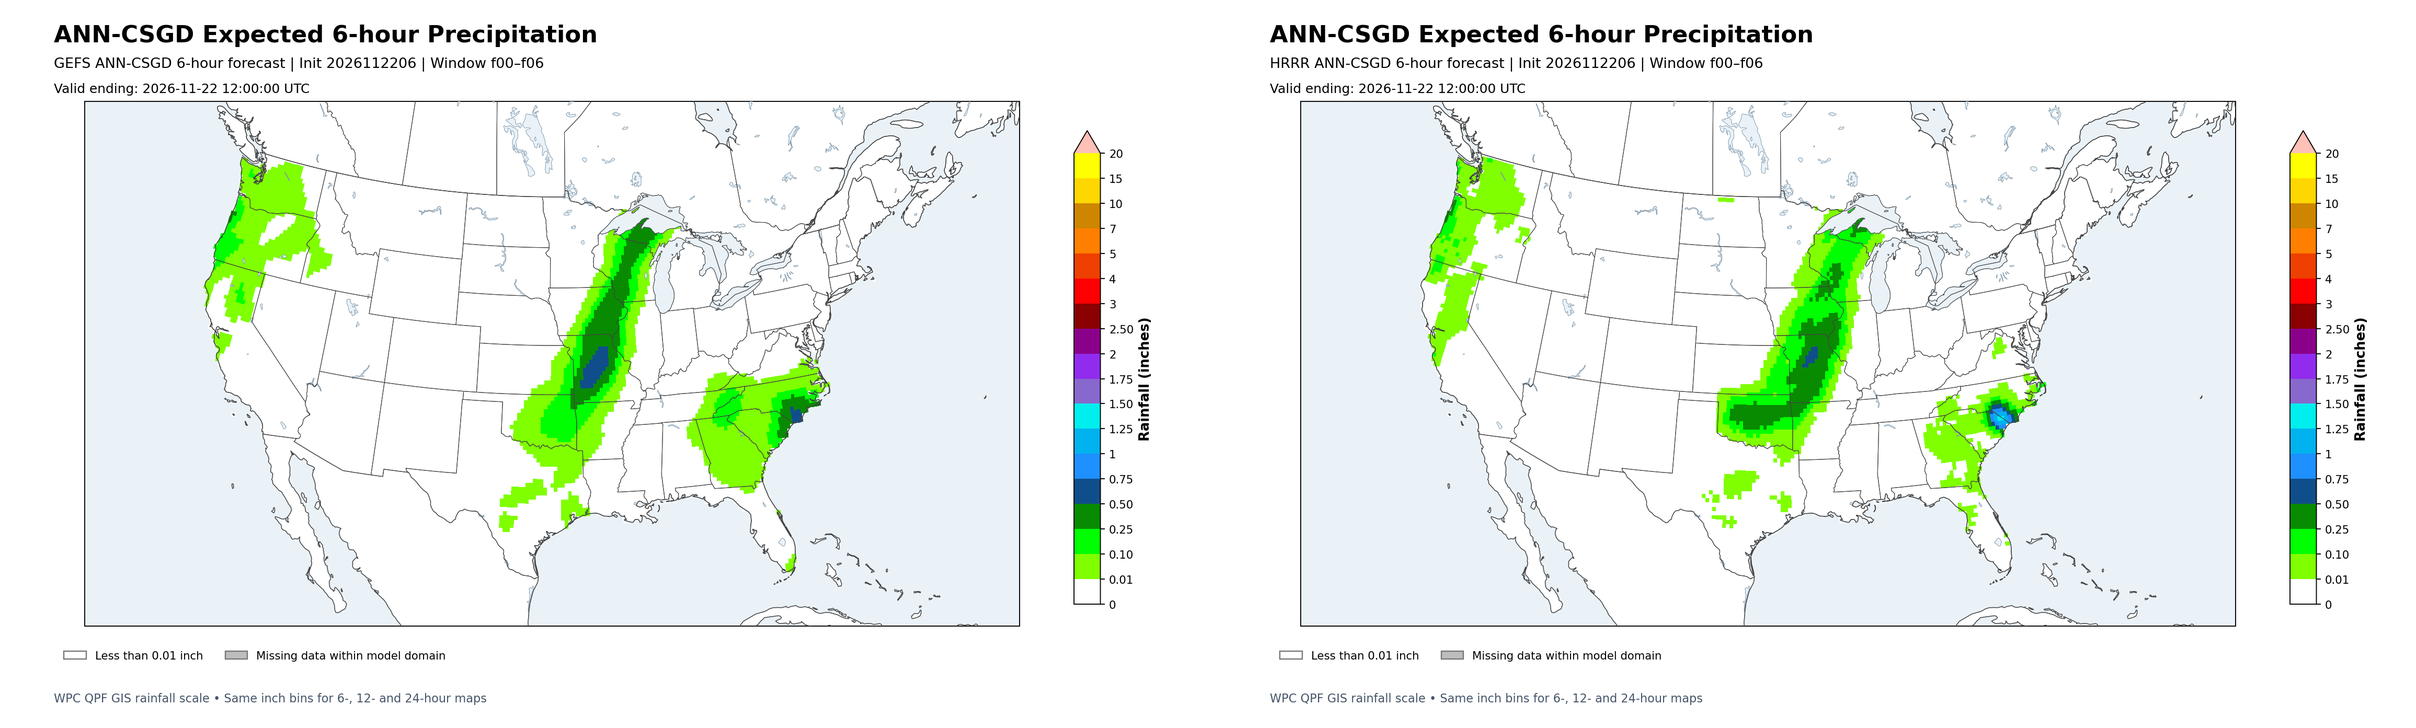 ANN-CSGD Expected 6-hour Precipitation
GEFS ANN-CSGD 6-hour forecast | Init 2026112206 | Window f00–f06
Valid ending: 2026-11-22 12:00:00 UTC
20
15
10
7
5
4
3
2.50
2
1.75
1.50
1.25
1
0.75
0.50
0.25
0.10
0.01
0
Rainfall (inches)
Less than 0.01 inch
Missing data within model domain
WPC QPF GIS rainfall scale • Same inch bins for 6-, 12- and 24-hour maps
ANN-CSGD Expected 6-hour Precipitation
HRRR ANN-CSGD 6-hour forecast | Init 2026112206 | Window f00–f06
Valid ending: 2026-11-22 12:00:00 UTC
20
15
10
7
5
4
3
2.50
2
1.75
1.50
1.25
1
0.75
0.50
0.25
0.10
0.01
0
Rainfall (inches)
Less than 0.01 inch
Missing data within model domain
WPC QPF GIS rainfall scale • Same inch bins for 6-, 12- and 24-hour maps